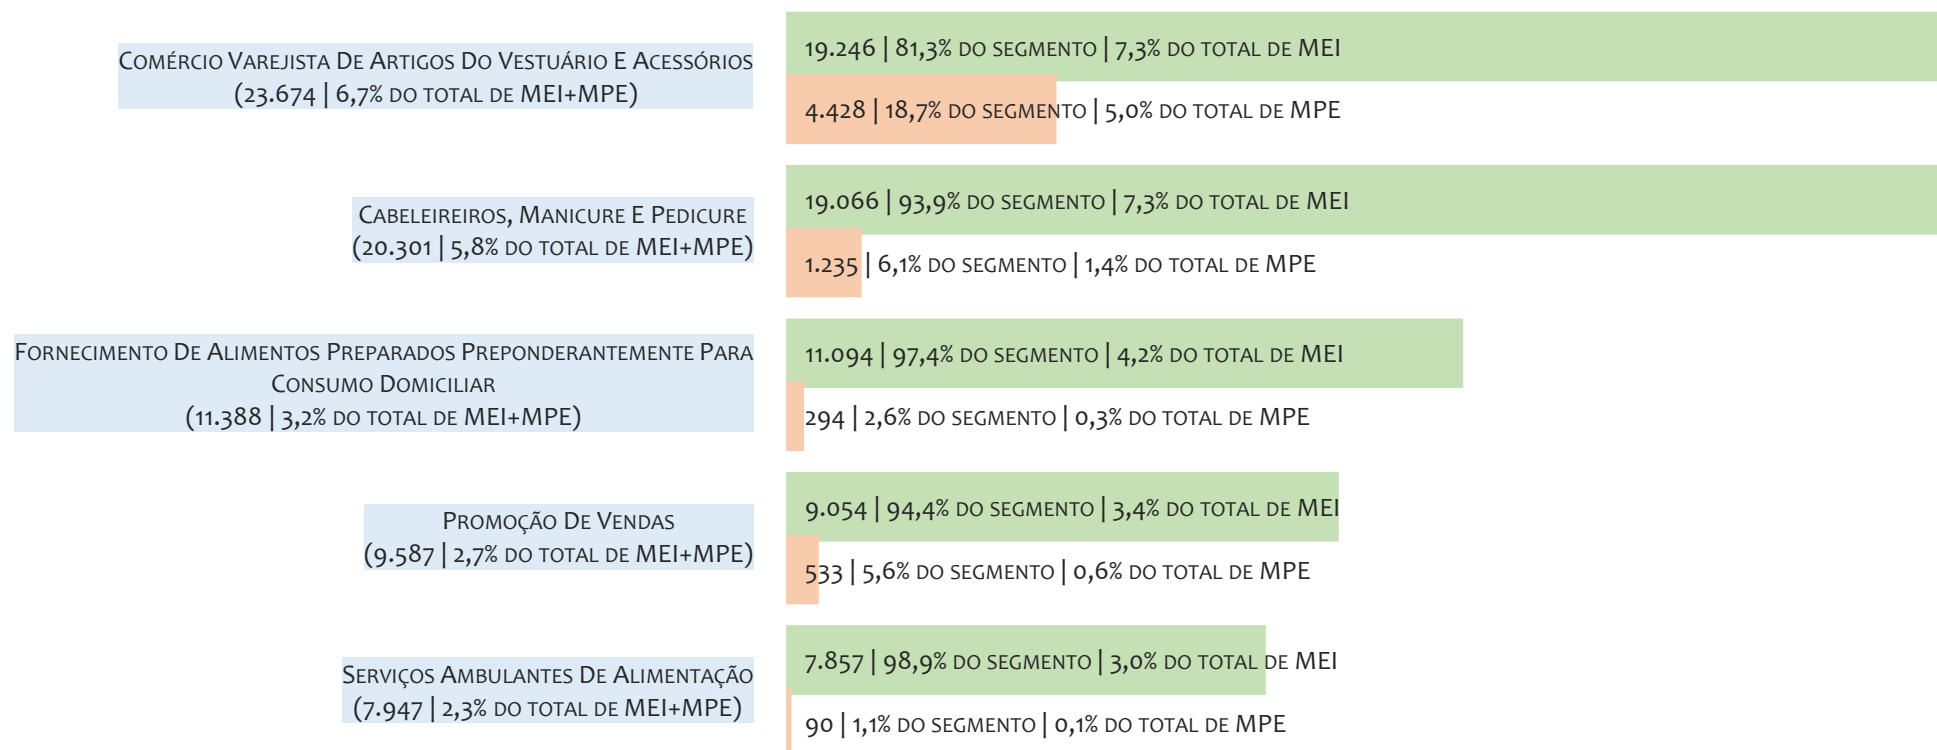 Comércio Varejista De Artigos Do Vestuário E Acessórios
(23.674 | 6,7% do total de MEI+MPE)
19.246 | 81,3% do segmento | 7,3% do total de MEI
4.428 | 18,7% do segmento | 5,0% do total de MPE
Cabeleireiros, Manicure E Pedicure
(20.301 | 5,8% do total de MEI+MPE)
19.066 | 93,9% do segmento | 7,3% do total de MEI
1.235 | 6,1% do segmento | 1,4% do total de MPE
Fornecimento De Alimentos Preparados Preponderantemente Para
Consumo Domiciliar
(11.388 | 3,2% do total de MEI+MPE)
11.094 | 97,4% do segmento | 4,2% do total de MEI
294 | 2,6% do segmento | 0,3% do total de MPE
Promoção De Vendas
(9.587 | 2,7% do total de MEI+MPE)
9.054 | 94,4% do segmento | 3,4% do total de MEI
533 | 5,6% do segmento | 0,6% do total de MPE
Serviços Ambulantes De Alimentação
(7.947 | 2,3% do total de MEI+MPE)
7.857 | 98,9% do segmento | 3,0% do total de MEI
90 | 1,1% do segmento | 0,1% do total de MPE